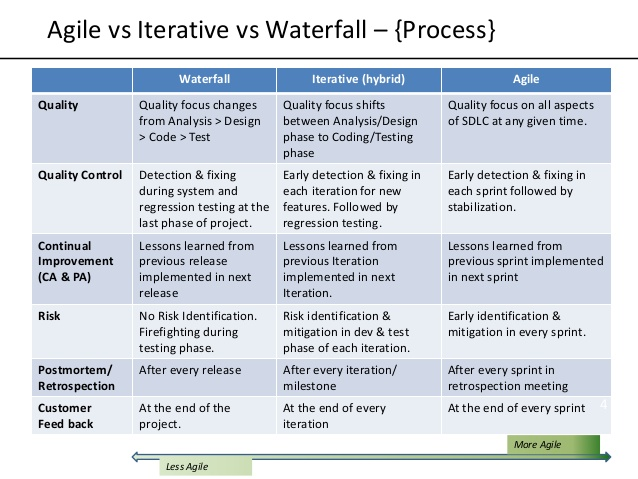 Agile vs Iterative vs Waterfall – {Process}
Waterfall
Iterative (hybrid)
Agile
Quality
Quality focus changes
from Analysis > Design
> Code > Test
Quality focus shifts
between Analysis/Design
phase to Coding/Testing
phase
Quality focus on all aspects
of SDLC at any given time.
Quality Control
Detection & fixing
during system and
regression testing at the
last phase of project.
Early detection & fixing in
each iteration for new
features. Followed by
regression testing.
Early detection & fixing in
each sprint followed by
stabilization.
Continual
Improvement
(CA & PA)
Lessons learned from
previous release
implemented in next
release
Lessons learned from
previous Iteration
implemented in next
Iteration.
Lessons learned from
previous sprint implemented
in next sprint
Risk
No Risk Identification.
Firefighting during
testing phase.
Risk identification &
mitigation in dev & test
phase of each iteration.
Early identification &
mitigation in every sprint.
Postmortem/
Retrospection
After every release
After every iteration/
milestone
After every sprint in
retrospection meeting
Customer
Feed back
At the end of the
project.
At the end of every
iteration
At the end of every sprint
4
More Agile
Less Agile